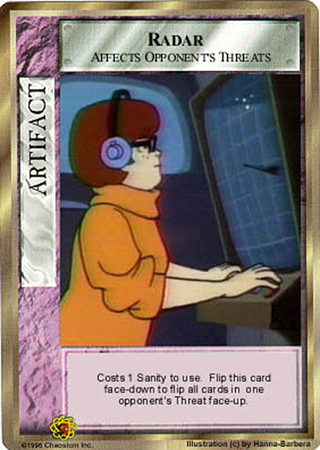 RADAR
AFFECTS OPPONENT'S THREATS
ARTIFACT
Costs 1 Sanity to use. Flip this card
face-down to flip all cards in one
opponent's Threat face-up.
©1996 Chaosium Inc.
Illustration (c) by Hanna-Barbera